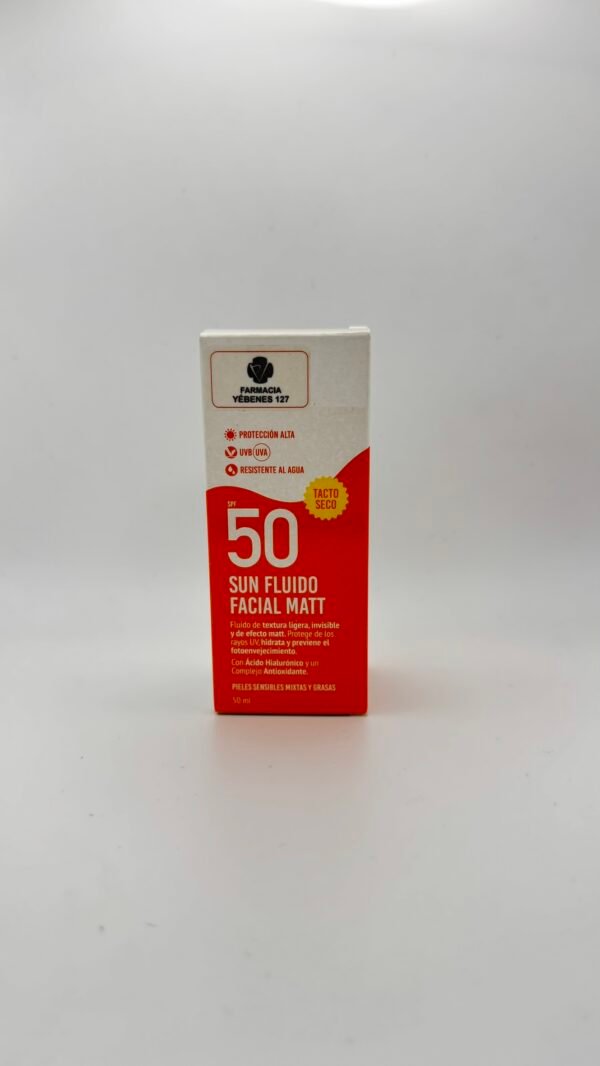 FARMACIA
YÉBENES 127
PROTECCIÓN ALTA
UVB UVA
RESISTENTE AL AGUA
TACTO
SECO
SPF
50
SUN FLUIDO
FACIAL MATT
Fluido de textura ligera, invisible
y de efecto matt. Protege de los
rayos UV, hidrata y previene el
fotoenvejecimiento.
Con Ácido Hialurónico y un
Complejo Antioxidante.
PIELES SENSIBLES MIXTAS Y GRASAS
50 ml